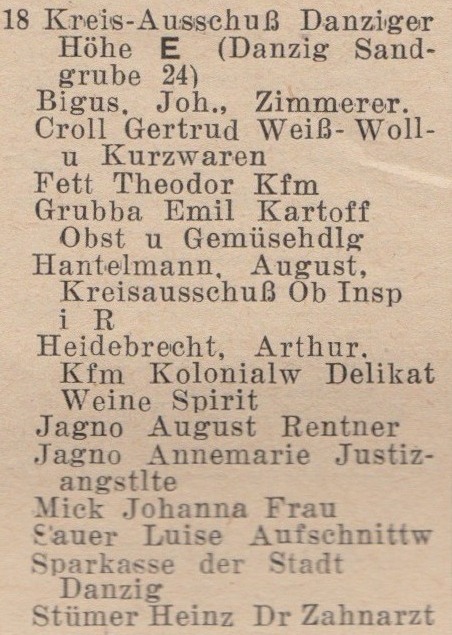 18 Kreis-Ausschuß Danziger
Höhe E (Danzig Sand-
grube 24)
Bigus, Joh., Zimmerer.
Croll Gertrud Weiß- Woll-
u Kurzwaren
Fett Theodor Kfm
Grubba Emil Kartoff
Obst u Gemüsehdlg
Hantelmann, August,
Kreisausschuß Ob Insp
i R
Heidebrecht, Arthur.
Kfm Kolonialw Delikat
Weine Spirit
Jagno August Rentner
Jagno Annemarie Justiz-
angstlte
Mick Johanna Frau
Sauer Luise Aufschnittw
Sparkasse der Stadt
Danzig
Stümer Heinz Dr Zahnarzt